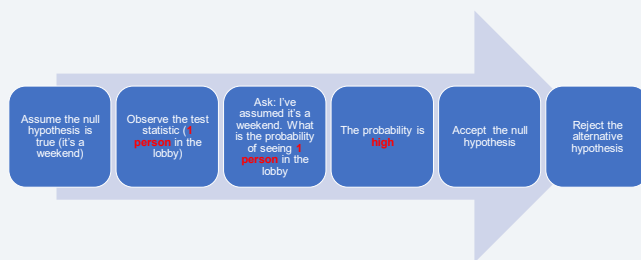 Assume the null
hypothesis is
true (it's a
weekend)
Observe the test
statistic (1
person in the
lobby)
Ask: I've
assumed it's a
weekend. What
is the probability
of seeing 1
person in the
lobby
The probability is
high
Accept the null
hypothesis
Reject the
alternative
hypothesis